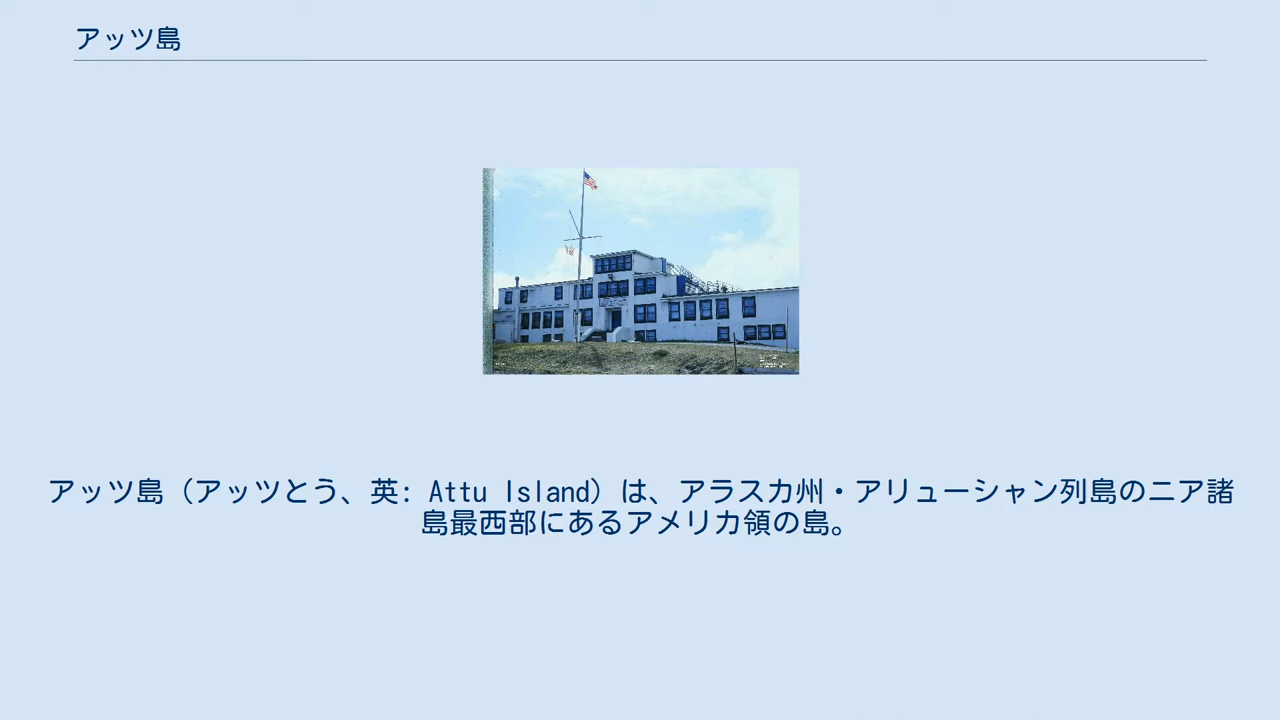 アッツ島
アッツ島（アッツとう、英: Attu Island）は、アラスカ州・アリューシャン列島のニア諸
島最西部にあるアメリカ領の島。